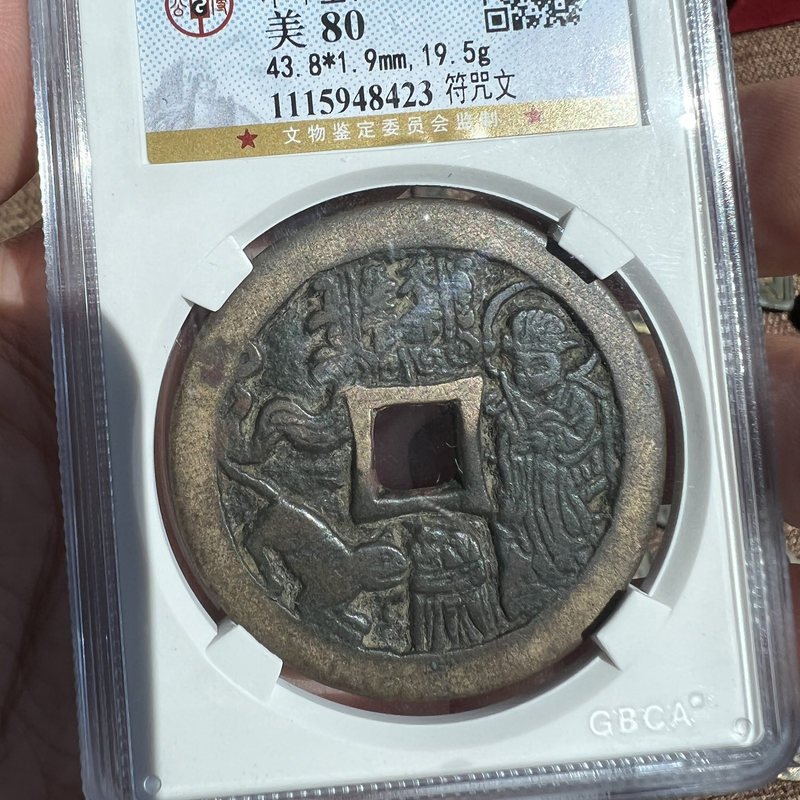 美 80
43.8*1.9mm,19.5g
1115948423 符咒文
文物鉴定委员会监制
GBCA